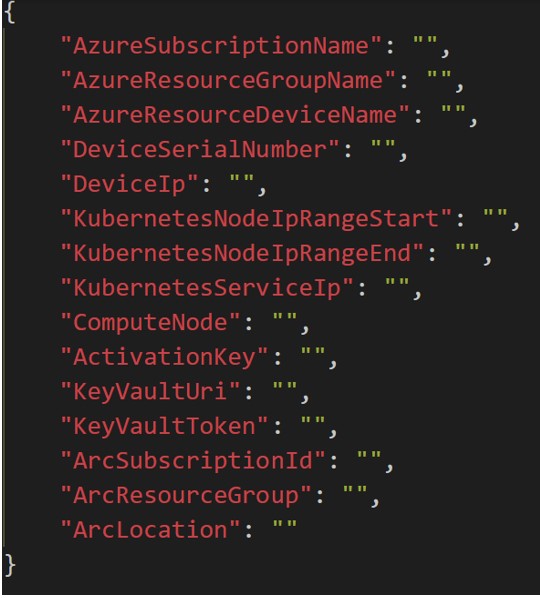 {
"AzureSubscriptionName": "",
"AzureResourceGroupName": "",
"AzureResourceDeviceName": "",
"DeviceSerialNumber": "",
"DeviceIp": "",
"KubernetesNodeIpRangeStart": "",
"KubernetesNodeIpRangeEnd": "",
"KubernetesServiceIp": "",
"ComputeNode": "",
"ActivationKey": "",
"KeyVaultUri": "",
"KeyVaultToken": "",
"ArcSubscriptionId": "",
"ArcResourceGroup": "",
"ArcLocation": ""
}